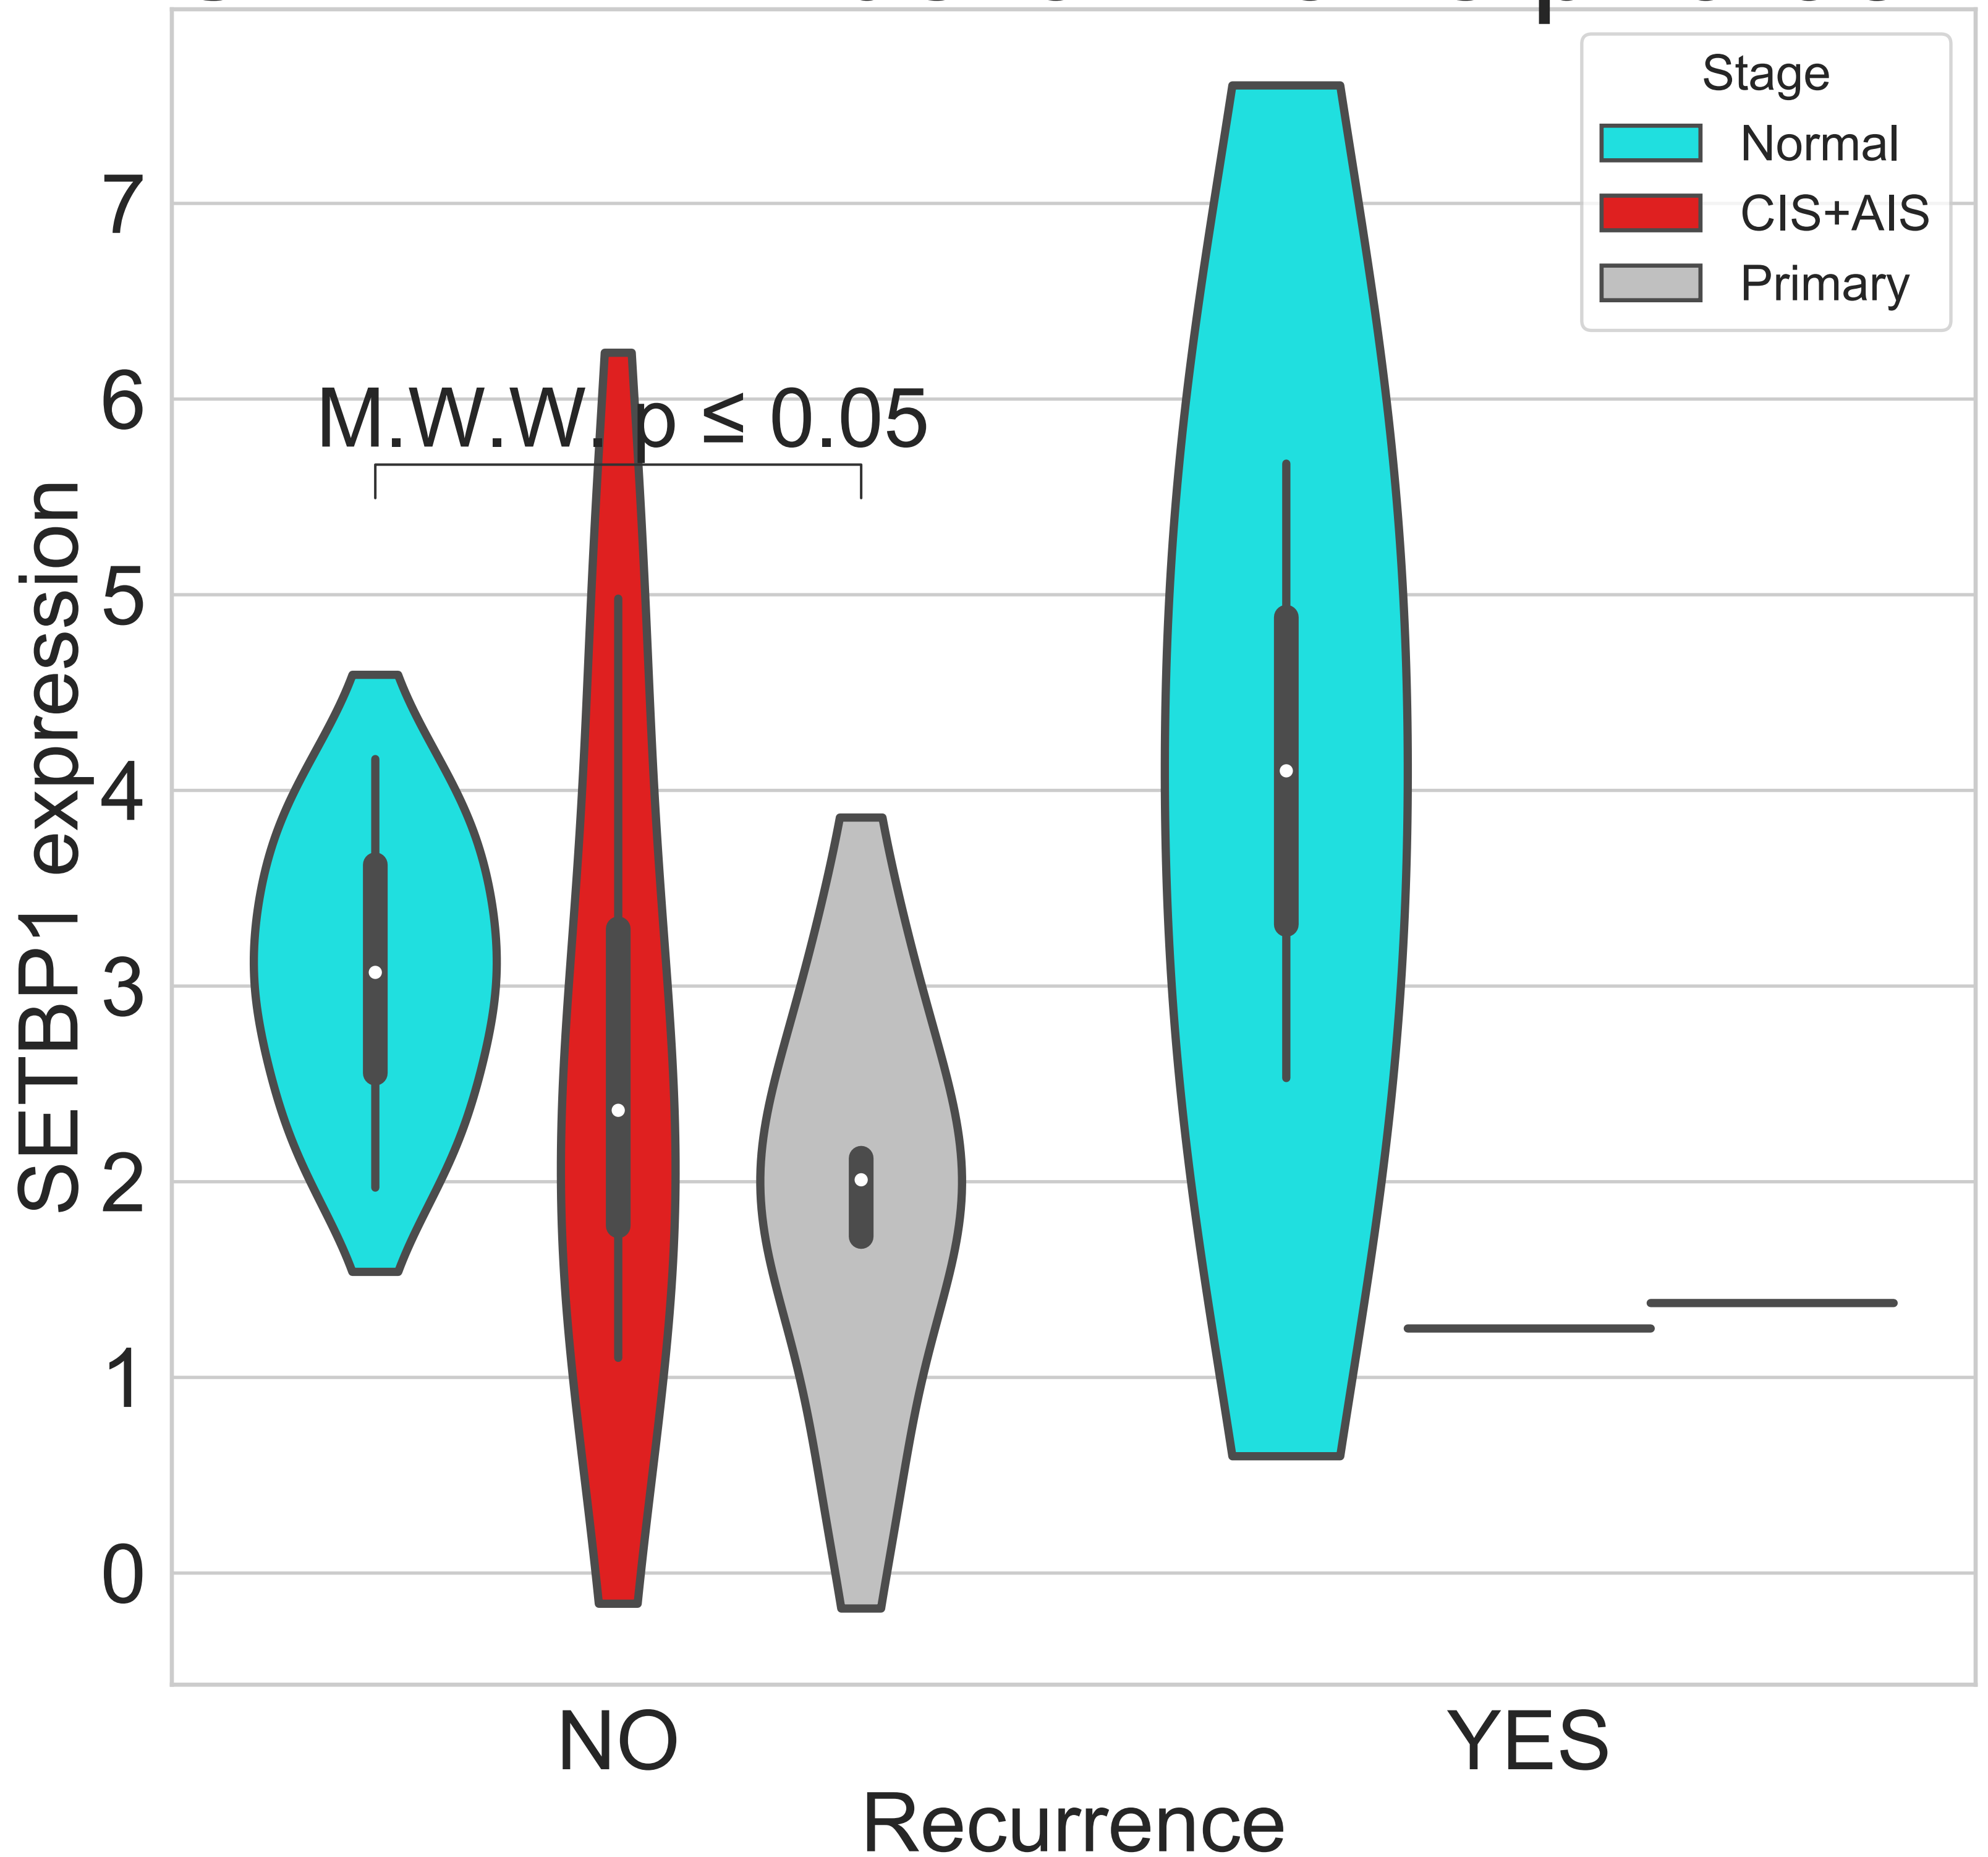 Stage
Normal
CIS+AIS
Primary
M.W.W.p ≤ 0.05
SETBP1 expression
7
6
5
4
3
2
1
0
NO
YES
Recurrence